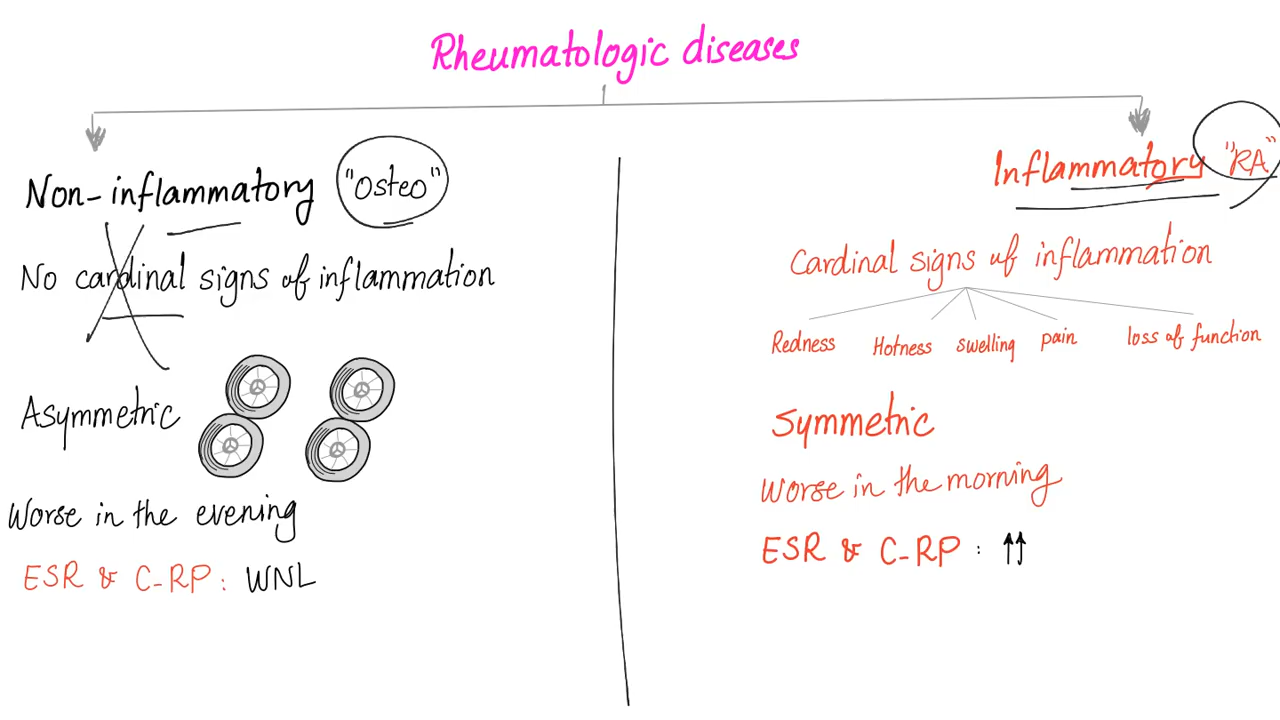 Rheumatologic diseases
Non-inflammatory "Osteo"
No cardinal signs of inflammation
Asymmetric
Worse in the evening
ESR & C-RP: WNL
Inflammatory "RA"
Cardinal signs of inflammation
Redness Hotness swelling pain loss of function
Symmetric
Worse in the morning
ESR & C-RP: ↑↑